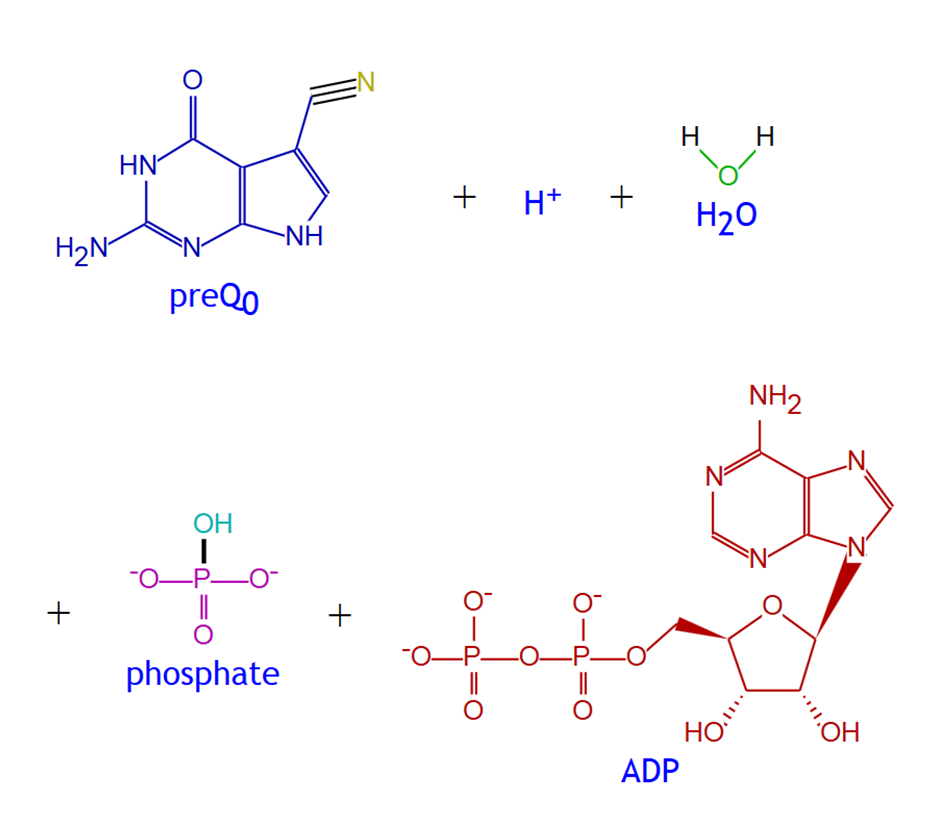 O
N
HN
H₂N
N
NH
preQ₀
+
H⁺
+
H
H
O
H₂O
+
OH
⁻O
P
O⁻
O
phosphate
+
NH₂
N
N
N
N
O⁻
O⁻
O
⁻O
P
O
P
O
O
O
HO
OH
ADP